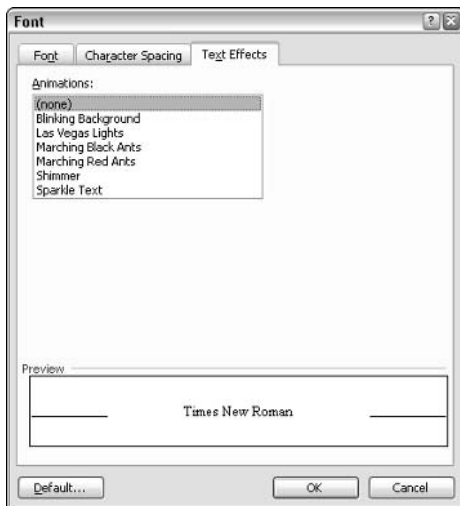 Font
Font Character Spacing Text Effects
Animations:
(none)
Blinking Background
Las Vegas Lights
Marching Black Ants
Marching Red Ants
Shimmer
Sparkle Text
Preview
Times New Roman
Default... OK Cancel